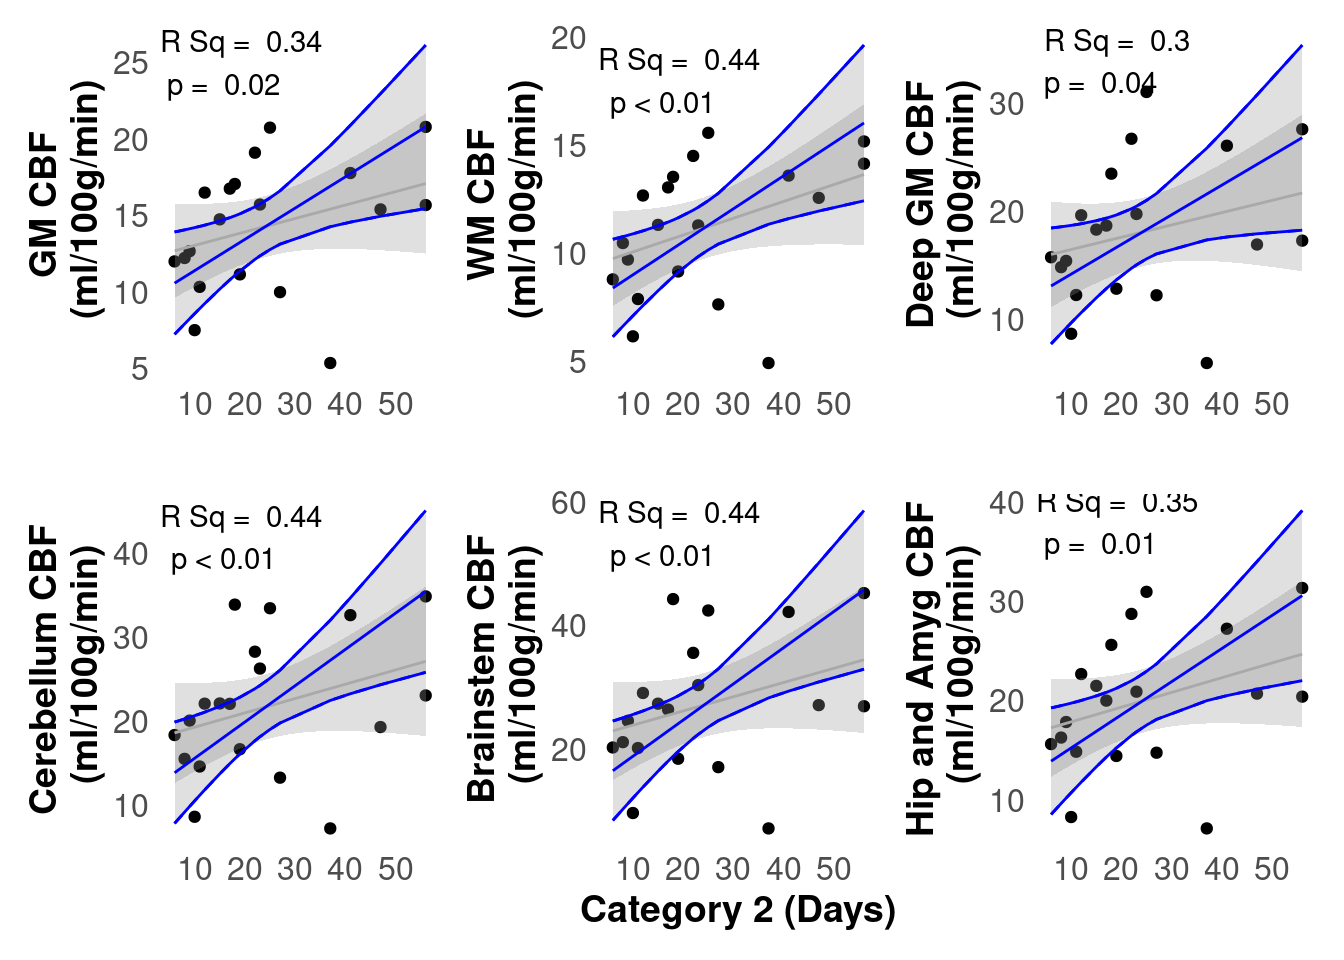 GM CBF
(ml/100g/min)
R Sq = 0.34
p = 0.02
25
20
15
10
5
10 20 30 40 50
WM CBF
(ml/100g/min)
R Sq = 0.44
p < 0.01
20
15
10
5
10 20 30 40 50
Deep GM CBF
(ml/100g/min)
R Sq = 0.3
p = 0.04
30
20
10
10 20 30 40 50
Cerebellum CBF
(ml/100g/min)
R Sq = 0.44
p < 0.01
40
30
20
10
10 20 30 40 50
Brainstem CBF
(ml/100g/min)
R Sq = 0.44
p < 0.01
60
40
20
10 20 30 40 50
Hip and Amyg CBF
(ml/100g/min)
R Sq = 0.35
p = 0.01
40
30
20
10
10 20 30 40 50
Category 2 (Days)